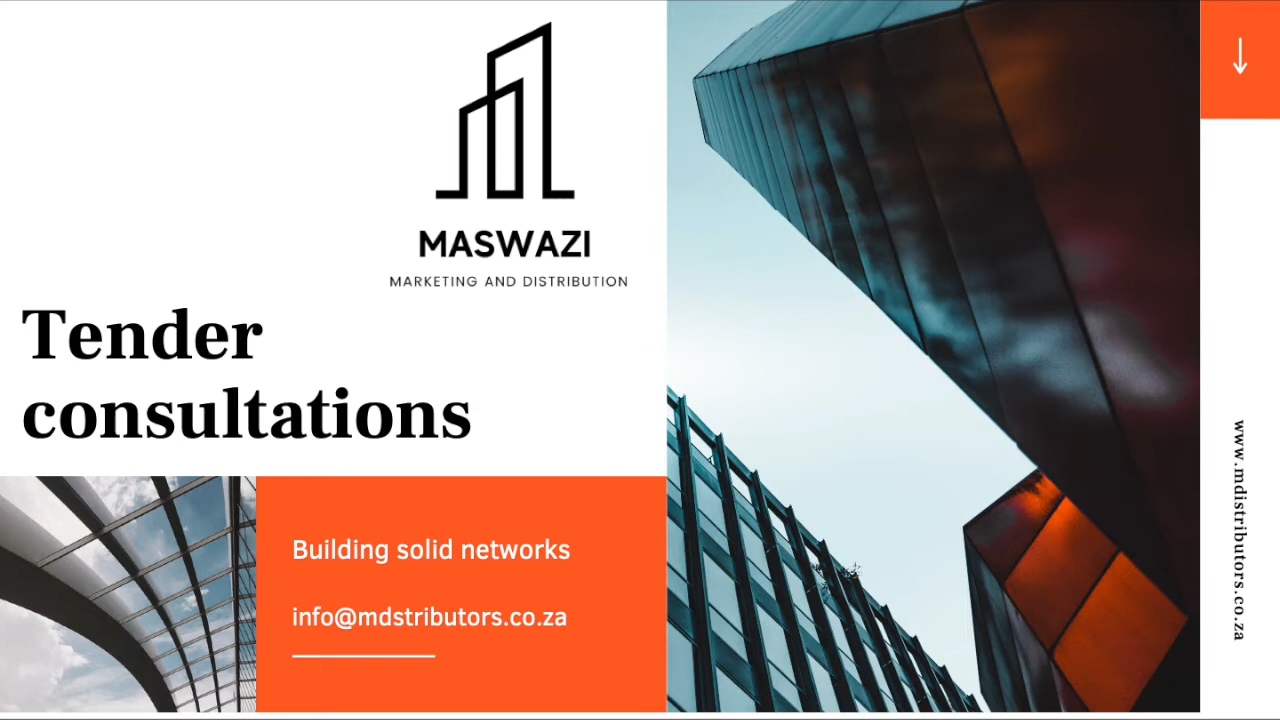 MASWAZI
MARKETING AND DISTRIBUTION
Tender
consultations
Building solid networks
info@mdstributors.co.za
www.mdistributors.co.za